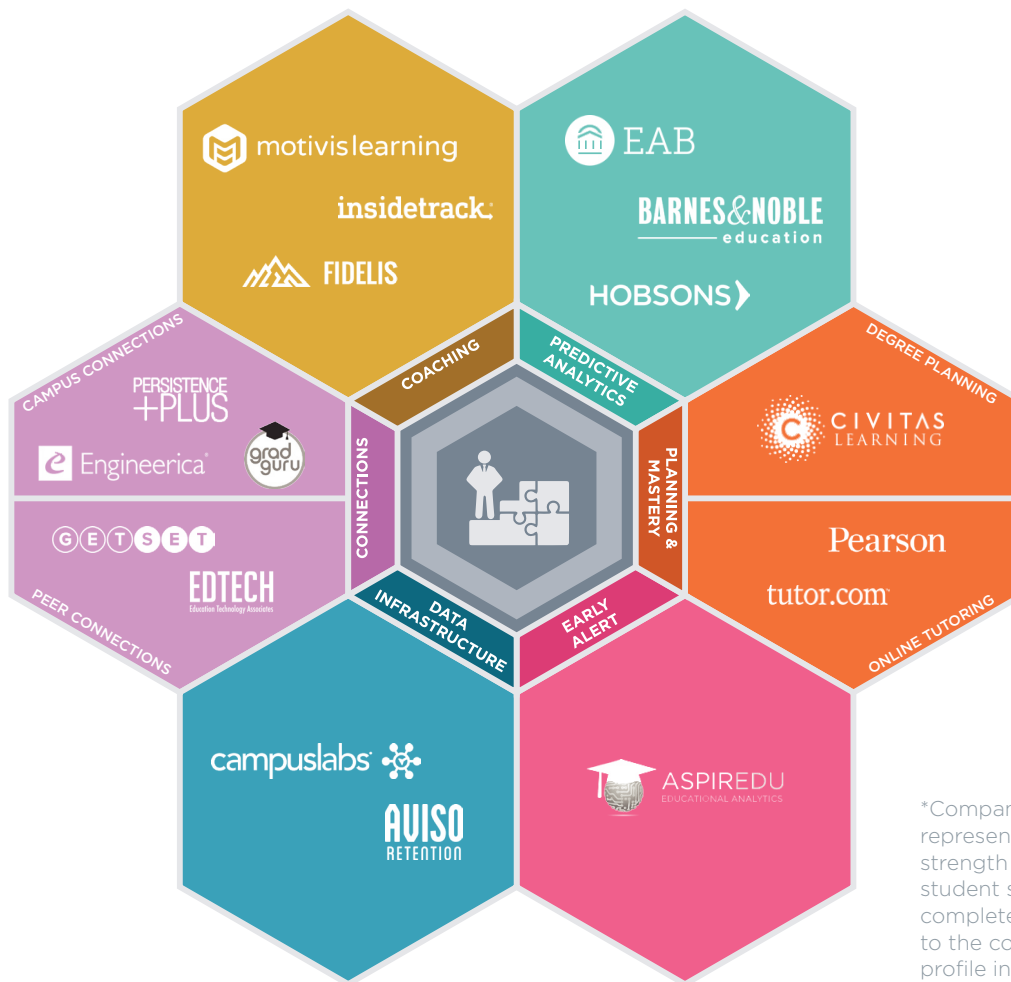 motivislearning
insidetrack®
FIDELIS
COACHING
EAB
BARNES&NOBLE
education
HOBSONS
PREDICTIVE
ANALYTICS
CAMPUS CONNECTIONS
PERSISTENCE
+PLUS
e Engineerica®
grad
guru
CONNECTIONS
GETSET
EDTECH
Education Technology Associates
PEER CONNECTIONS
DEGREE PLANNING
C CIVITAS
LEARNING
PLANNING &
MASTERY
Pearson
tutor.com
ONLINE TUTORING
DATA
INFRASTRUCTURE
campuslabs
AVISO
RETENTION
EARLY
ALERT
ASPIREDU
EDUCATIONAL ANALYTICS
*Compar
represen
strength
student s
complete
to the co
profile in